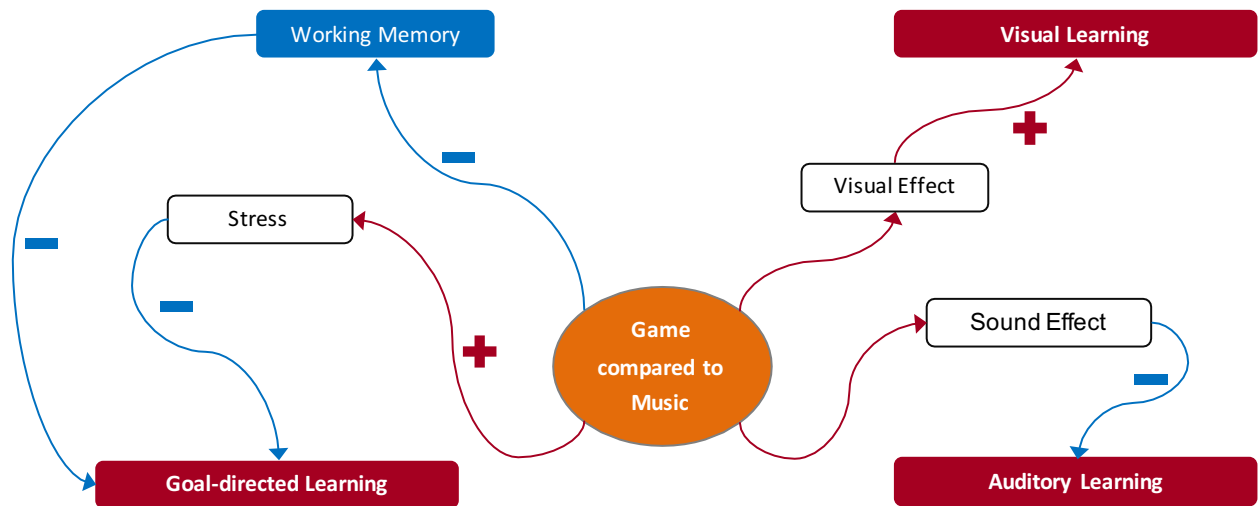 Working Memory
Visual Learning
Visual Effect
Stress
Game
compared to
Music
Sound Effect
Goal-directed Learning
Auditory Learning